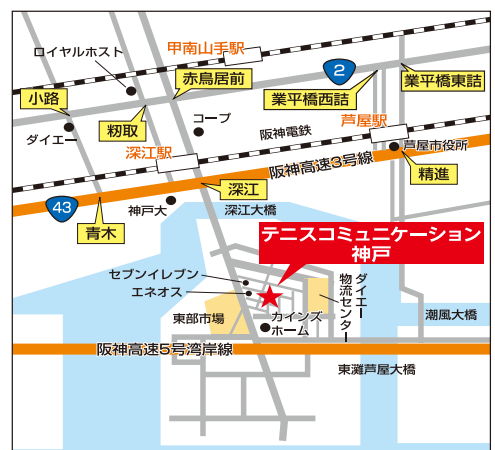 甲南山手駅
ロイヤルホスト
赤鳥居前
2
業平橋東詰
業平橋西詰
小路
籾取
コープ
芦屋駅
ダイエー
阪神電鉄
芦屋市役所
深江駅
阪神高速3号線
精進
深江
43
神戸大
深江大橋
青木
テニスコミュニケーション
神戸
セブンイレブン
エネオス
ダイエー
物流センター
東部市場
カインズ
ホーム
潮風大橋
阪神高速5号湾岸線
東灘芦屋大橋